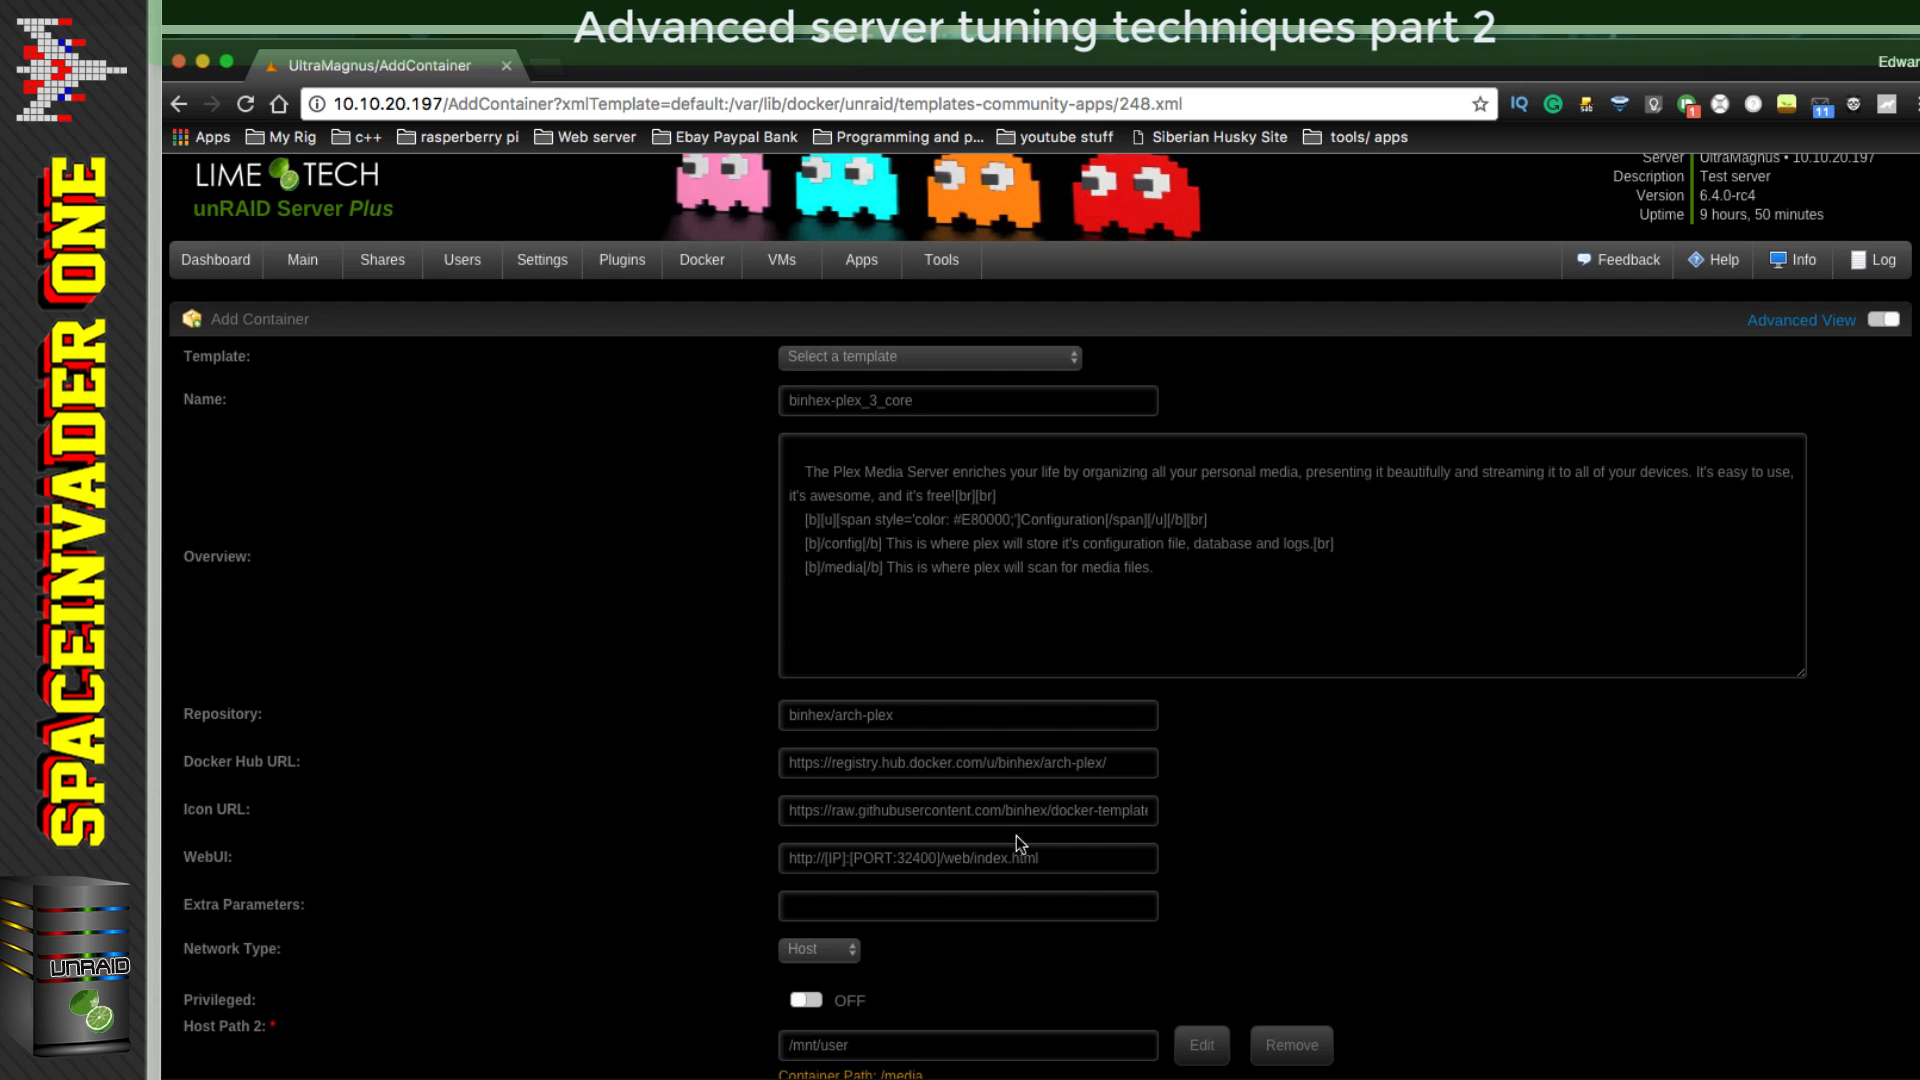 Advanced server tuning techniques part 2
SPACEINVADER ONE
UNRAID
UltraMagnus/AddContainer
Edwar
10.10.20.197/AddContainer?xmlTemplate=default:/var/lib/docker/unraid/templates-community-apps/248.xml
IQ
1
11
Apps My Rig c++ rasperberry pi Web server Ebay Paypal Bank Programming and p... youtube stuff Siberian Husky Site tools/ apps
LIME TECH
unRAID Server Plus
Server UltraMagnus • 10.10.20.197
Description Test server
Version 6.4.0-rc4
Uptime 9 hours, 50 minutes
Dashboard Main Shares Users Settings Plugins Docker VMs Apps Tools Feedback Help Info Log
Add Container
Advanced View
Template: Select a template
Name: binhex-plex_3_core
Overview:
The Plex Media Server enriches your life by organizing all your personal media, presenting it beautifully and streaming it to all of your devices. It's easy to use,
it's awesome, and it's free![br][br]
[b][u][span style='color: #E80000;']Configuration[/span][/u][/b][br]
[b]/config[/b] This is where plex will store it's configuration file, database and logs.[br]
[b]/media[/b] This is where plex will scan for media files.
Repository: binhex/arch-plex
Docker Hub URL: https://registry.hub.docker.com/u/binhex/arch-plex/
Icon URL: https://raw.githubusercontent.com/binhex/docker-template
WebUI: http://[IP]:[PORT:32400]/web/index.html
Extra Parameters:
Network Type: Host
Privileged: OFF
Host Path 2: * /mnt/user Edit Remove
Container Path: /media